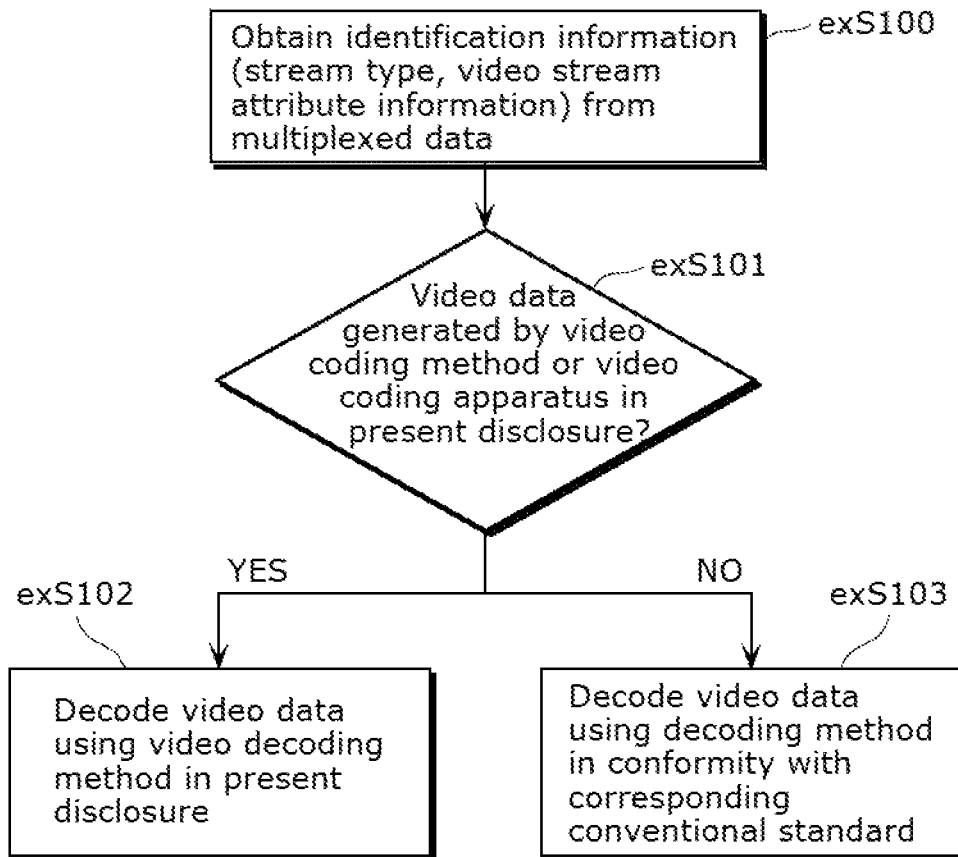 Obtain identification information
(stream type, video stream
attribute information) from
multiplexed data
exS100
exS101
Video data
generated by video
coding method or video
coding apparatus in
present disclosure?
YES
NO
exS102
exS103
Decode video data
using video decoding
method in present
disclosure
Decode video data
using decoding method
in conformity with
corresponding
conventional standard